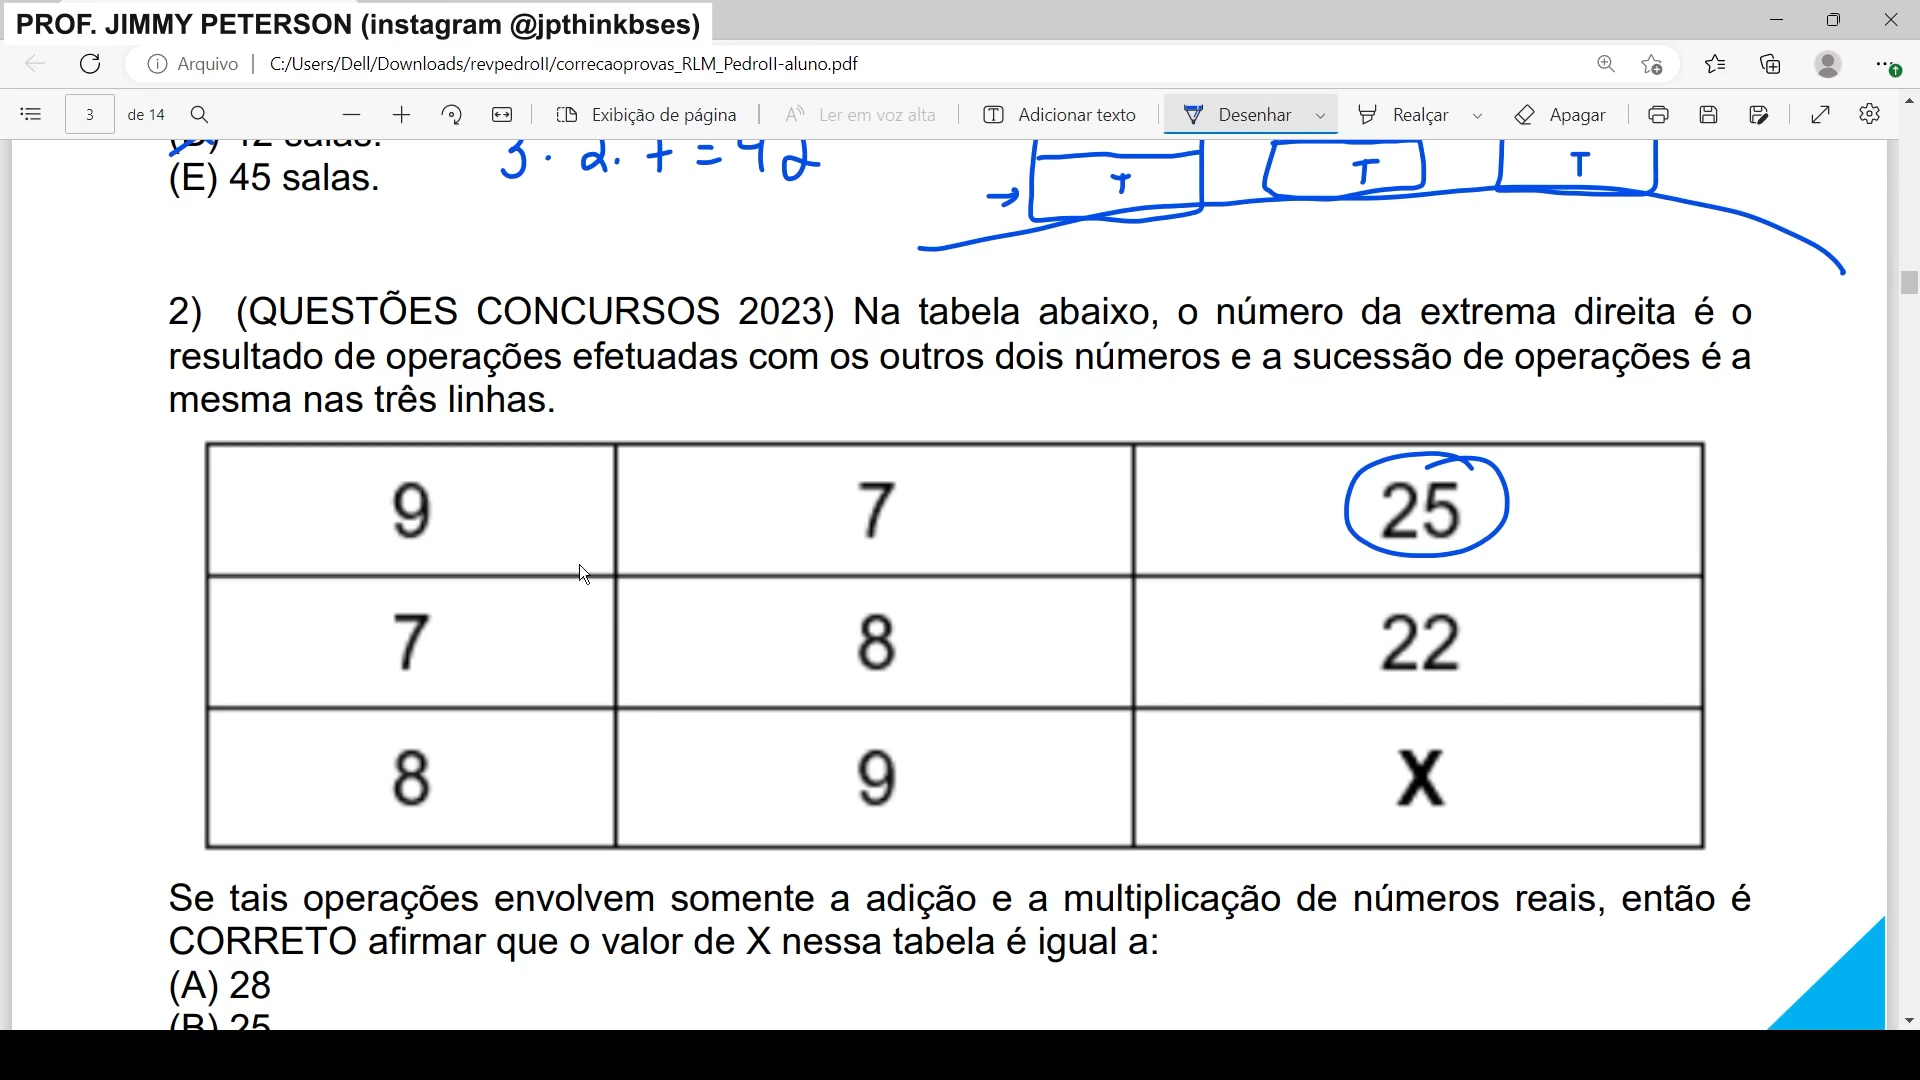 PROF. JIMMY PETERSON (instagram @jpthinkbses)
Arquivo | C:/Users/Dell/Downloads/revpedroII/correcaoprovas_RLM_PedroII-aluno.pdf
3 de 14 Exibição de página Ler em voz alta Adicionar texto Desenhar Realçar Apagar
(D) 12 salas.
(E) 45 salas.
3 · 2 · T = 42
T T T
2) (QUESTÕES CONCURSOS 2023) Na tabela abaixo, o número da extrema direita é o
resultado de operações efetuadas com os outros dois números e a sucessão de operações é a
mesma nas três linhas.
9 7 25
7 8 22
8 9 X
Se tais operações envolvem somente a adição e a multiplicação de números reais, então é
CORRETO afirmar que o valor de X nessa tabela é igual a:
(A) 28
(B) 25